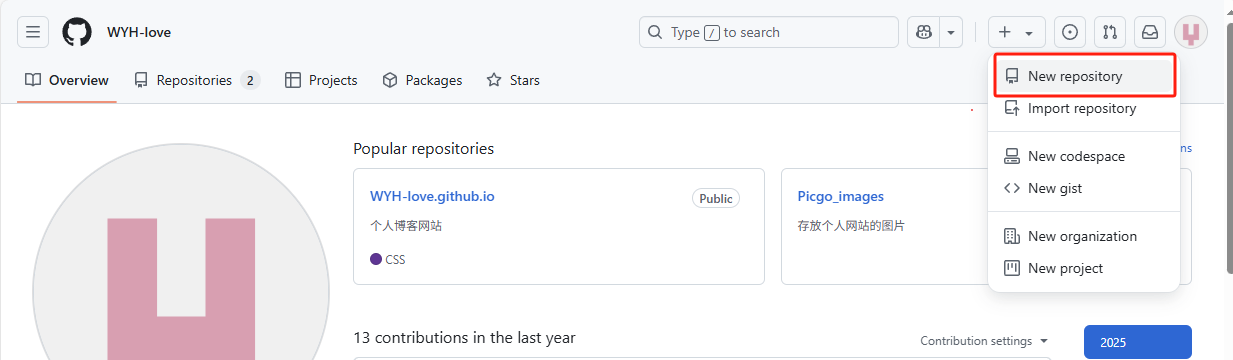 WYH-love
Type / to search
Overview
Repositories 2
Projects
Packages
Stars
New repository
Import repository
New codespace
New gist
New organization
New project
Popular repositories
ns
WYH-love.github.io
Public
个人博客网站
CSS
Picgo_images
存放个人网站的图片
13 contributions in the last year
Contribution settings
2025